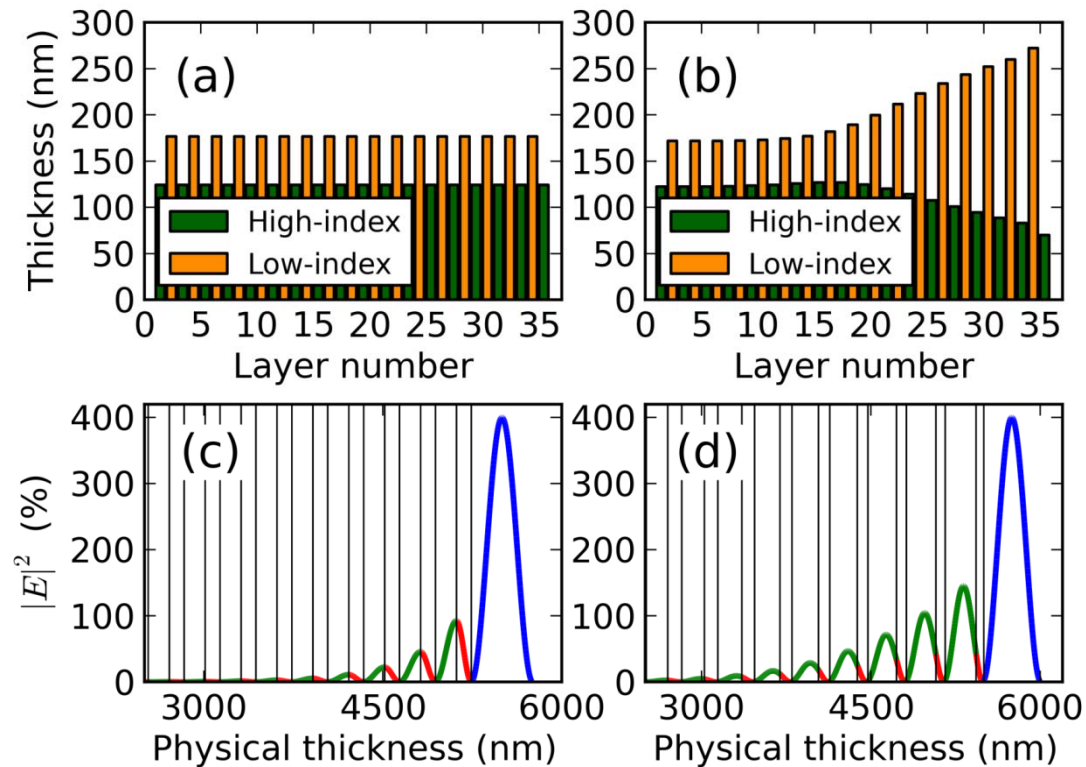 300
250
200
150
100
50
0
Thickness (nm)
(a)
High-index
Low-index
0 5 10 15 20 25 30 35
Layer number
300
250
200
150
100
50
0
(b)
High-index
Low-index
0 5 10 15 20 25 30 35
Layer number
400
300
200
100
0
|E|² (%)
(c)
3000 4500 6000
Physical thickness (nm)
400
300
200
100
0
(d)
3000 4500 6000
Physical thickness (nm)